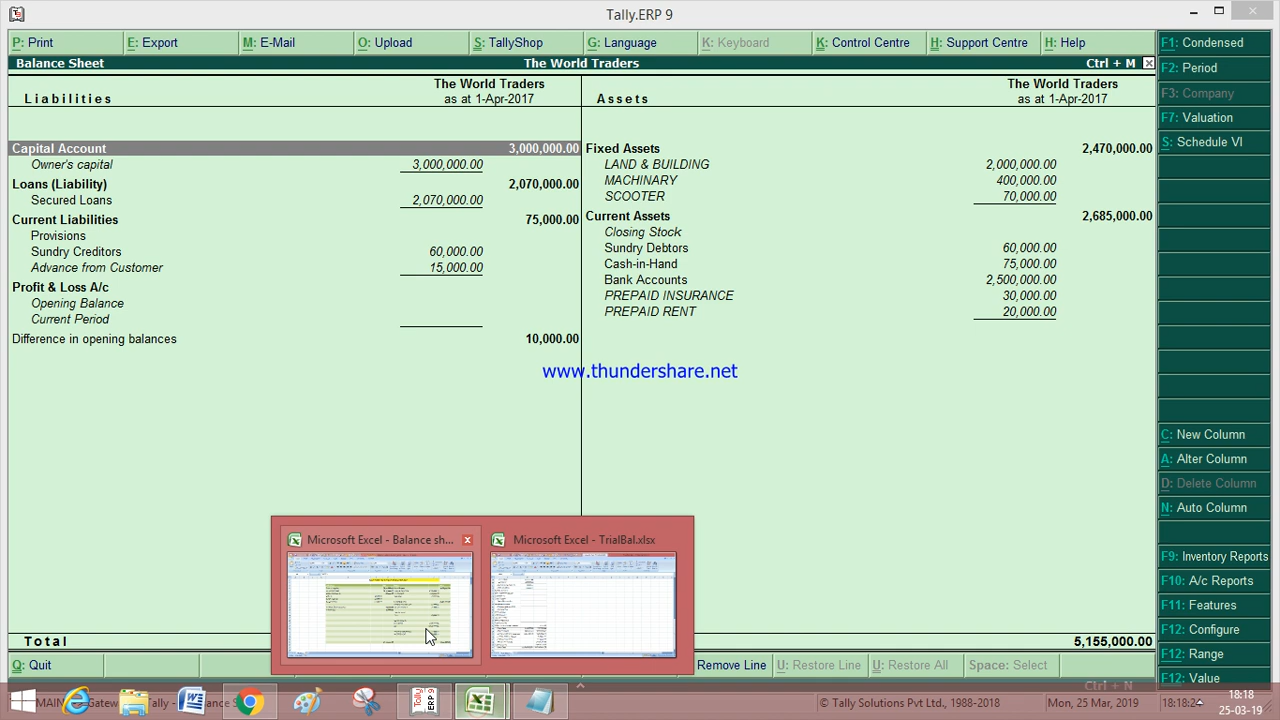 Tally.ERP 9
P: Print
E: Export
M: E-Mail
O: Upload
S: TallyShop
G: Language
K: Keyboard
K: Control Centre
H: Support Centre
H: Help
Balance Sheet
The World Traders
Ctrl + M
Liabilities
The World Traders
as at 1-Apr-2017
Assets
The World Traders
as at 1-Apr-2017
Capital Account 3,000,000.00
Owner's capital 3,000,000.00
Loans (Liability) 2,070,000.00
Secured Loans 2,070,000.00
Current Liabilities 75,000.00
Provisions
Sundry Creditors 60,000.00
Advance from Customer 15,000.00
Profit & Loss A/c
Opening Balance
Current Period
Difference in opening balances 10,000.00
Fixed Assets 2,470,000.00
LAND & BUILDING 2,000,000.00
MACHINARY 400,000.00
SCOOTER 70,000.00
Current Assets 2,685,000.00
Closing Stock
Sundry Debtors 60,000.00
Cash-in-Hand 75,000.00
Bank Accounts 2,500,000.00
PREPAID INSURANCE 30,000.00
PREPAID RENT 20,000.00
www.thundershare.net
Microsoft Excel - Balance sh...
Microsoft Excel - TrialBal.xlsx
Total
5,155,000.00
Q: Quit
Remove Line
U: Restore Line
U: Restore All
Space: Select
F1: Condensed
F2: Period
F3: Company
F7: Valuation
S: Schedule VI
C: New Column
A: Alter Column
D: Delete Column
N: Auto Column
F9: Inventory Reports
F10: A/c Reports
F11: Features
F12: Configure
F12: Range
F12: Value
Ctrl + N
© Tally Solutions Pvt Ltd., 1988-2018
Mon, 25 Mar, 2019
18:18
25-03-19